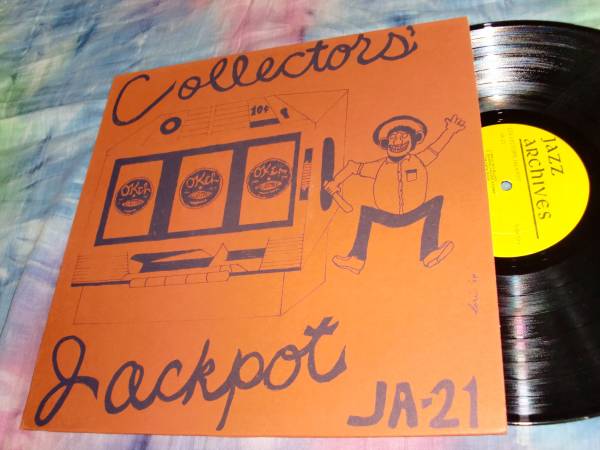 Collectors'
10¢
OKeh
OKeh
OKeh
Jackpot
JA-21
JAZZ
ARCHIVES